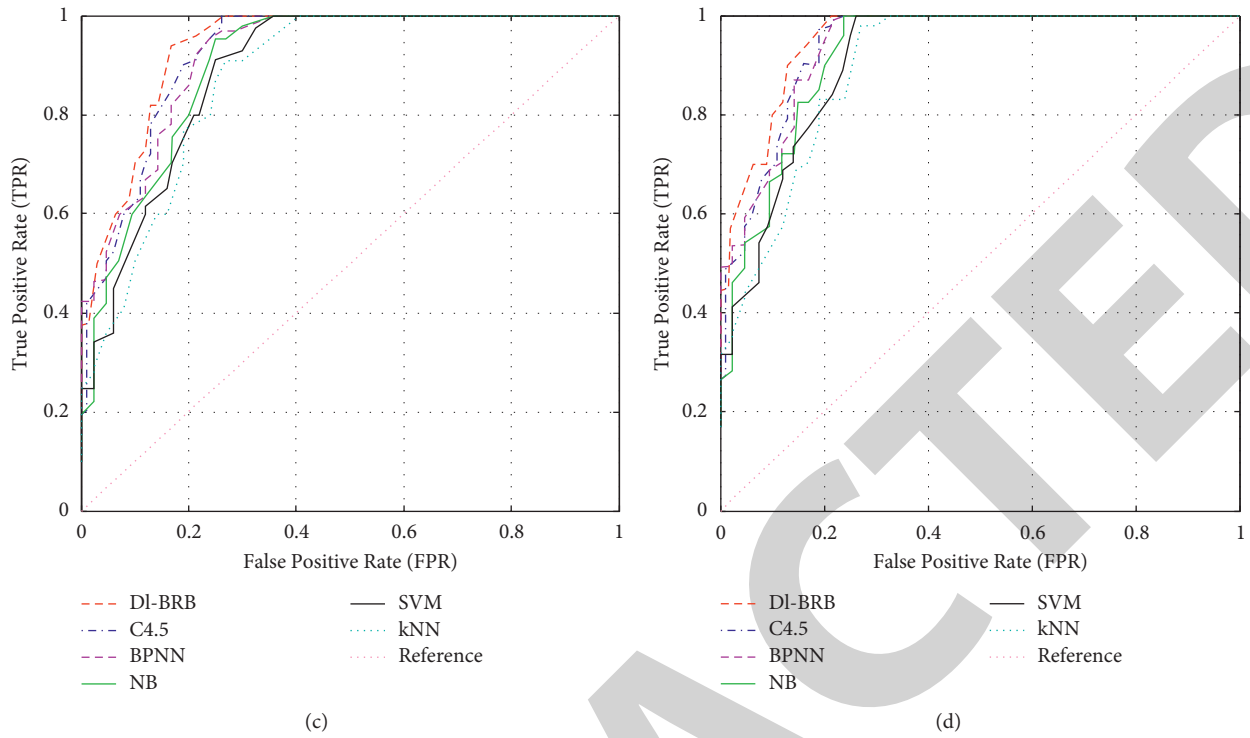 1
0.8
0.6
0.4
0.2
0
True Positive Rate (TPR)
0 0.2 0.4 0.6 0.8 1
False Positive Rate (FPR)
Dl-BRB
C4.5
BPNN
NB
SVM
kNN
Reference
(c)
1
0.8
0.6
0.4
0.2
0
True Positive Rate (TPR)
0 0.2 0.4 0.6 0.8 1
False Positive Rate (FPR)
Dl-BRB
C4.5
BPNN
NB
SVM
kNN
Reference
(d)
ACTED